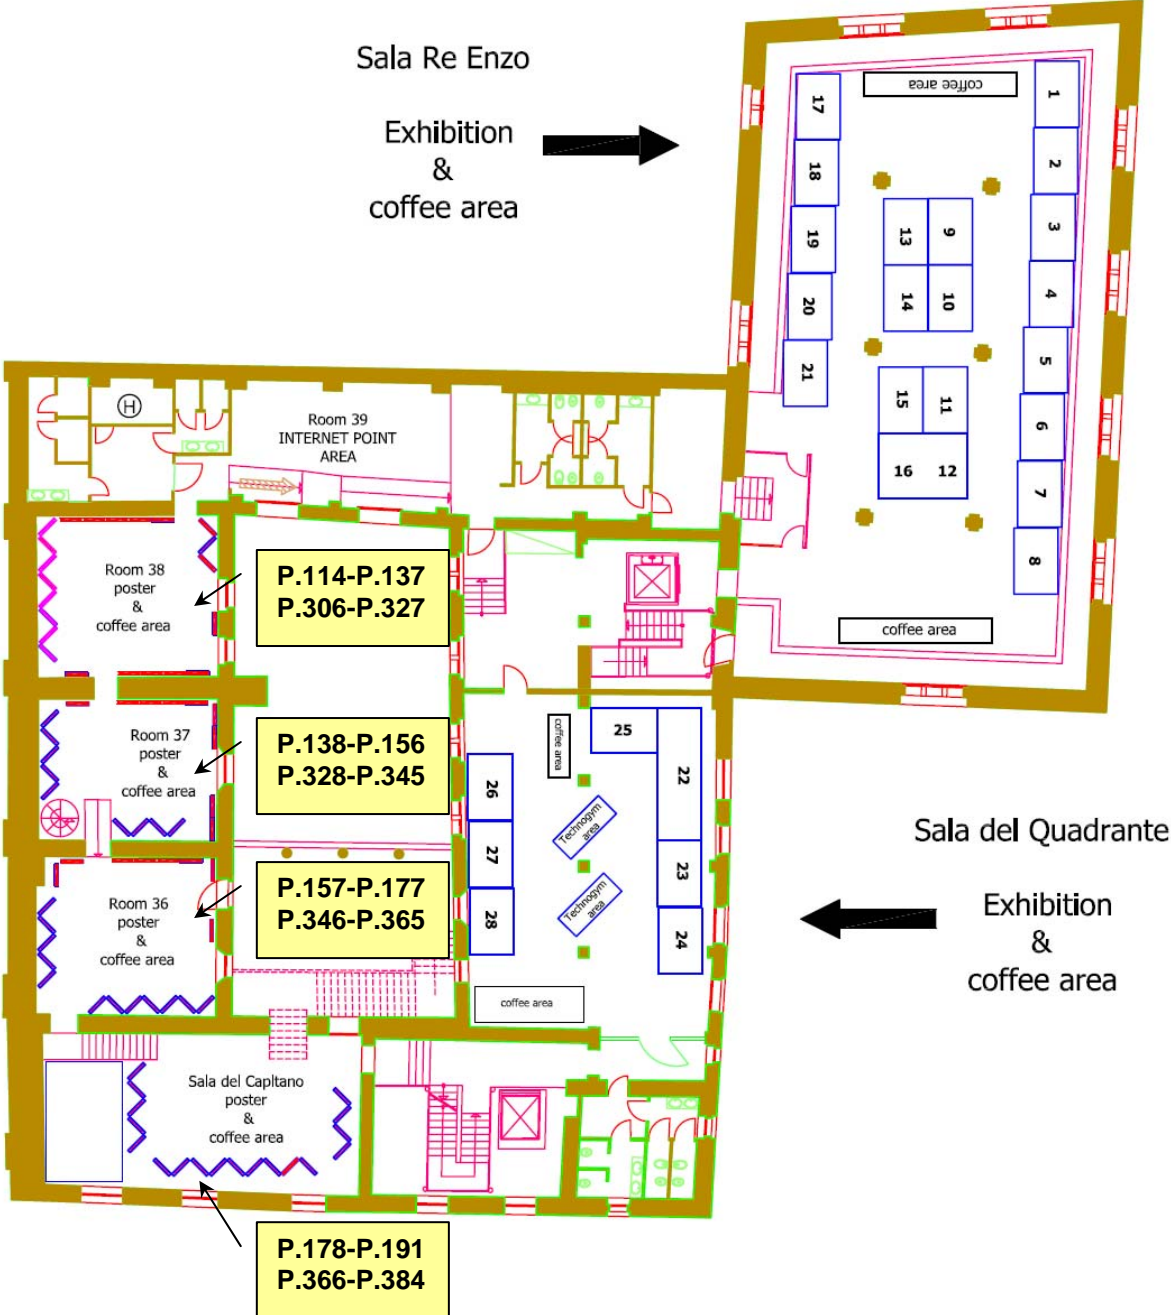 Sala Re Enzo
Exhibition
&
coffee area
coffee area
1
2
3
4
5
6
7
8
17
18
19
20
21
13
9
14
10
15
11
16
12
coffee area
H
Room 39
INTERNET POINT
AREA
Room 38
poster
&
coffee area
P.114-P.137
P.306-P.327
Room 37
poster
&
coffee area
P.138-P.156
P.328-P.345
Room 36
poster
&
coffee area
P.157-P.177
P.346-P.365
coffee area
25
22
26
27
28
Technogym
area
Technogym
area
23
24
coffee area
Sala del Quadrante
Exhibition
&
coffee area
Sala del CapItano
poster
&
coffee area
P.178-P.191
P.366-P.384